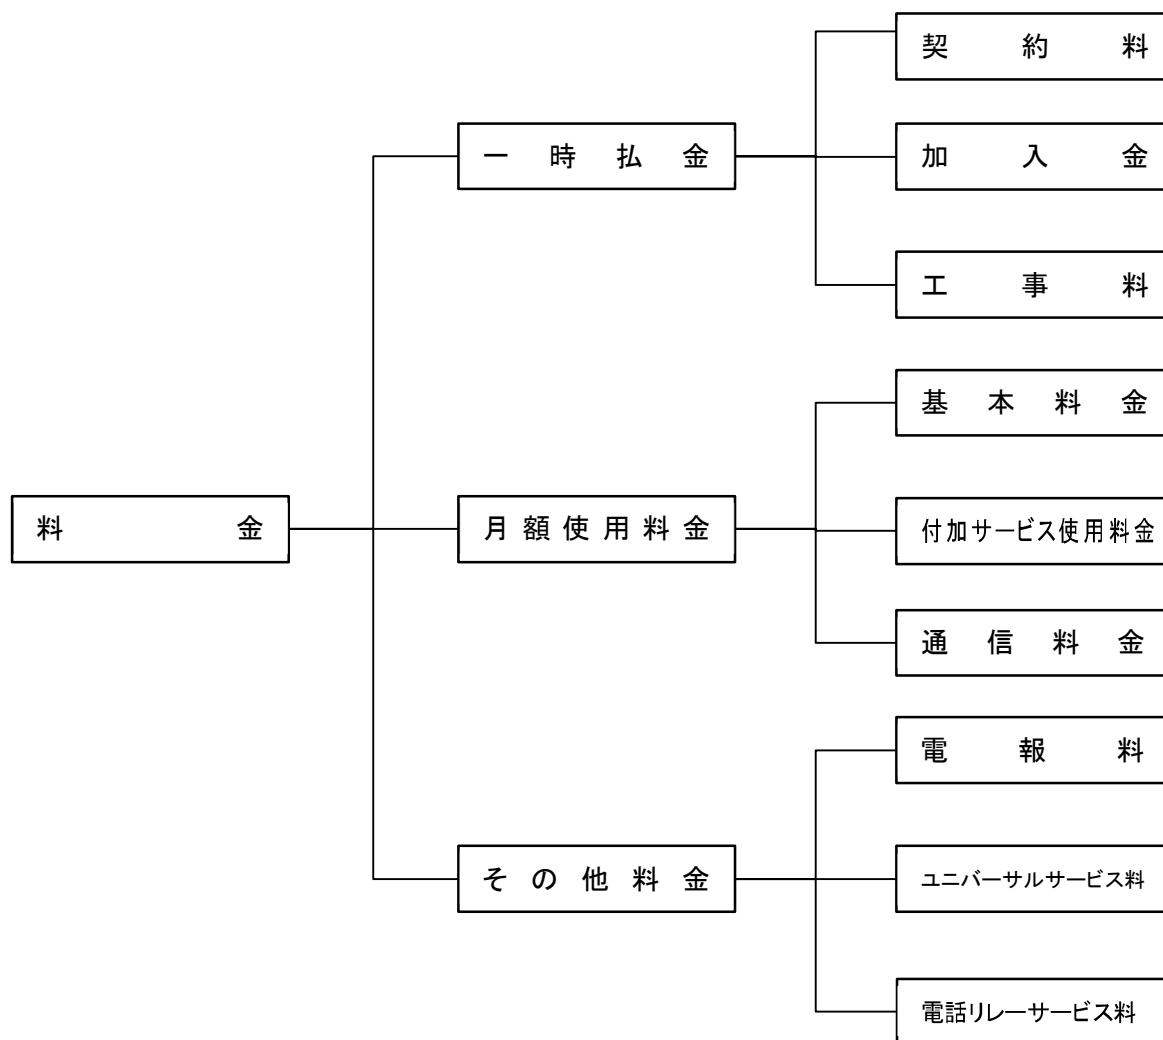 料金
一時払金
契約料
加入金
工事料
月額使用料金
基本料金
付加サービス使用料金
通信料金
その他料金
電報料
ユニバーサルサービス料
電話リレーサービス料